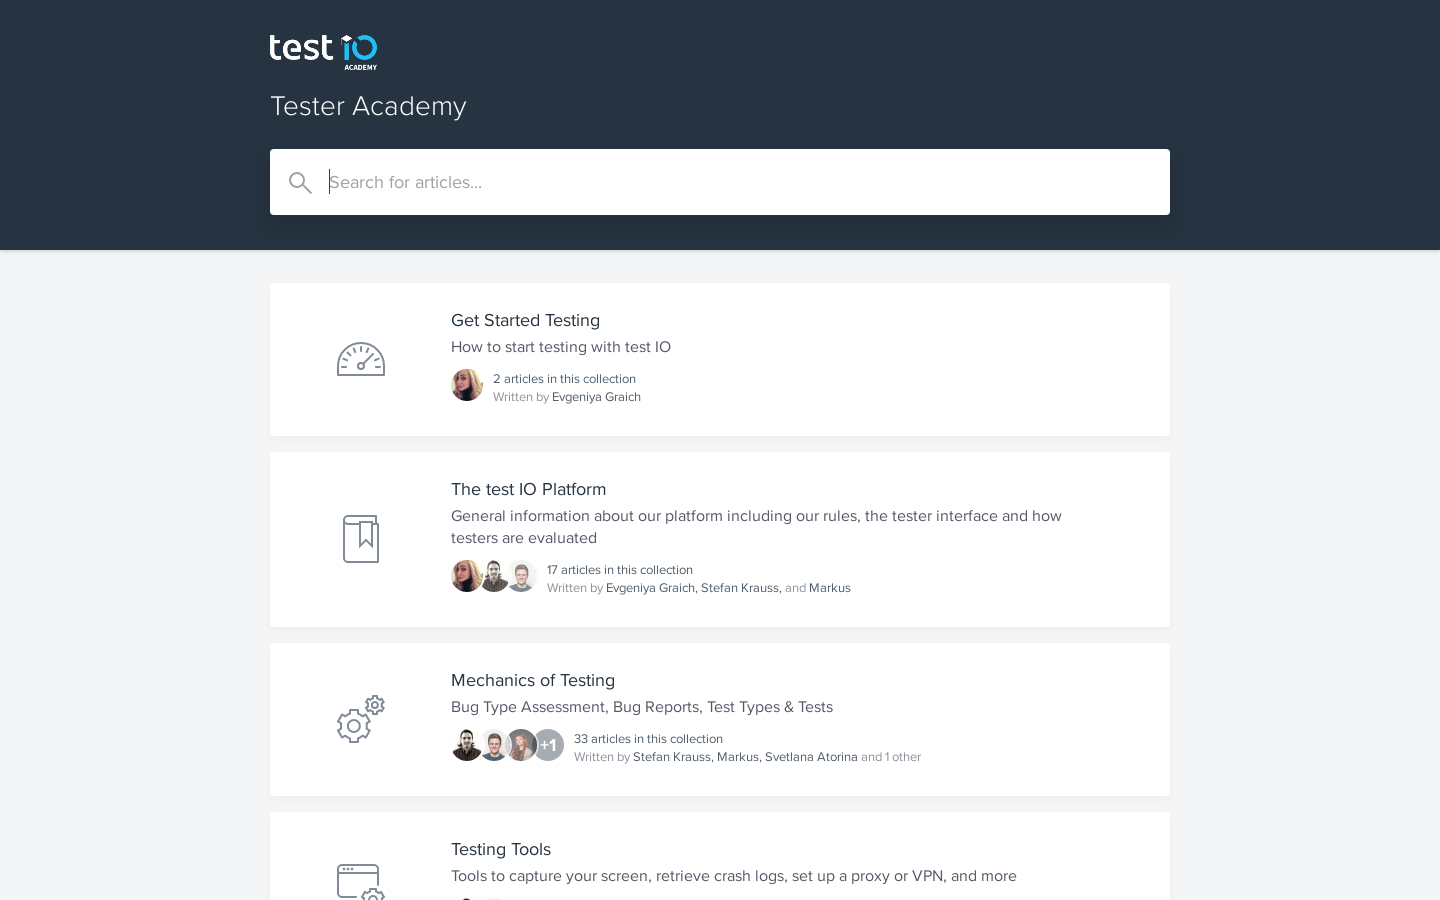 test iO
ACADEMY
Tester Academy
Search for articles...
Get Started Testing
How to start testing with test IO
2 articles in this collection
Written by Evgeniya Graich
The test IO Platform
General information about our platform including our rules, the tester interface and how
testers are evaluated
17 articles in this collection
Written by Evgeniya Graich, Stefan Krauss, and Markus
Mechanics of Testing
Bug Type Assessment, Bug Reports, Test Types & Tests
+1
33 articles in this collection
Written by Stefan Krauss, Markus, Svetlana Atorina and 1 other
Testing Tools
Tools to capture your screen, retrieve crash logs, set up a proxy or VPN, and more